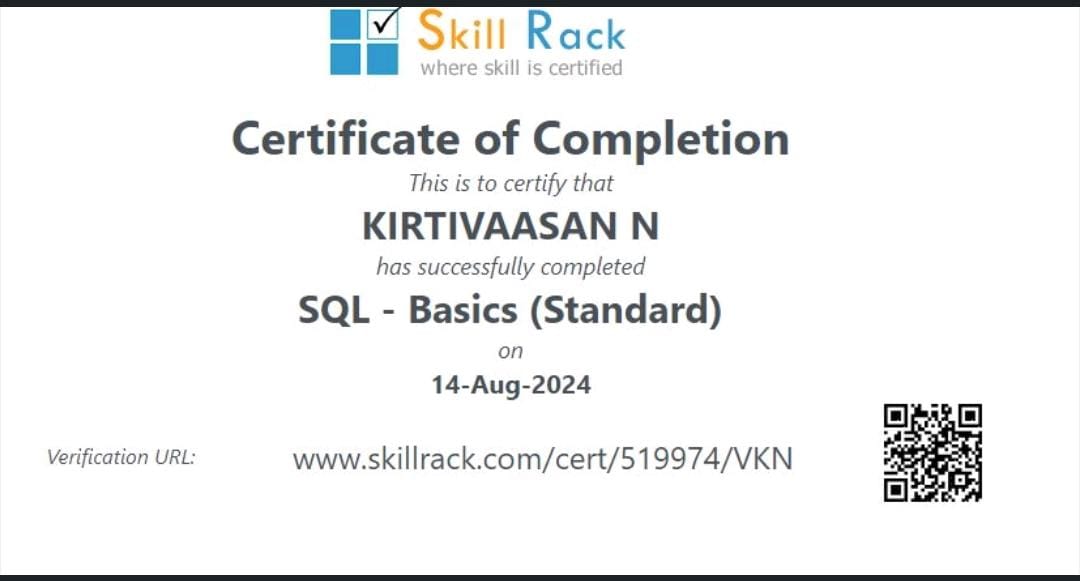 Skill Rack
where skill is certified
Certificate of Completion
This is to certify that
KIRTIVAASAN N
has successfully completed
SQL - Basics (Standard)
on
14-Aug-2024
Verification URL: www.skillrack.com/cert/519974/VKN